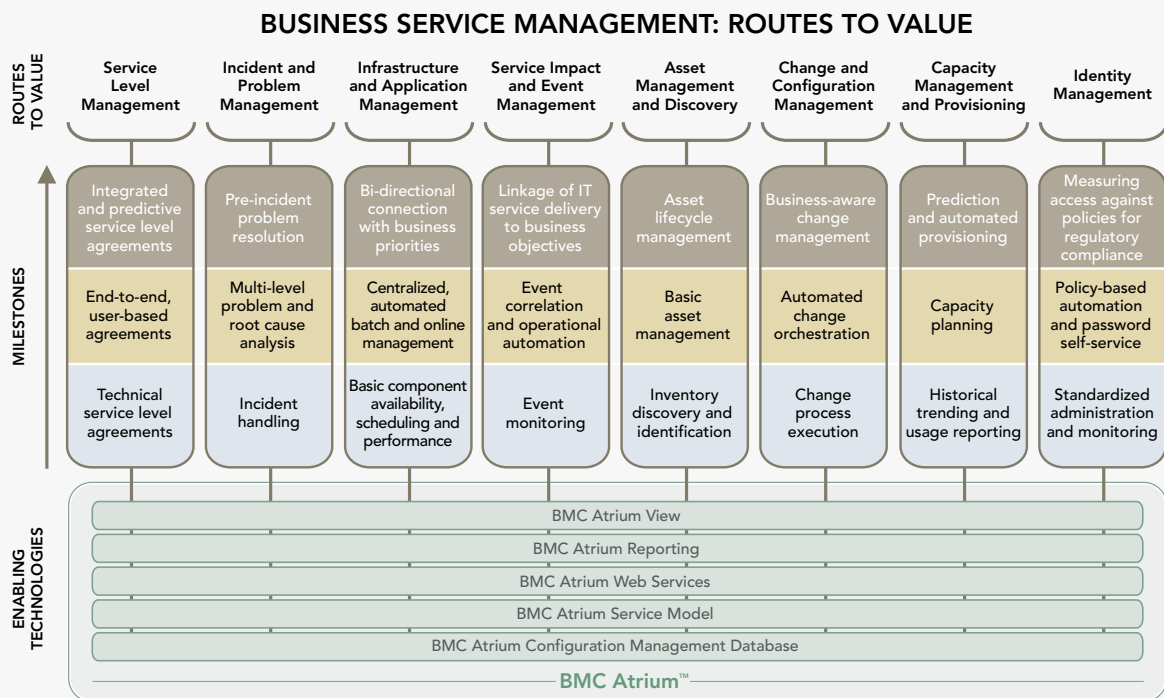 BUSINESS SERVICE MANAGEMENT: ROUTES TO VALUE
ROUTES
TO VALUE
Service
Level
Management
Incident and
Problem
Management
Infrastructure
and Application
Management
Service Impact
and Event
Management
Asset
Management
and Discovery
Change and
Configuration
Management
Capacity
Management
and Provisioning
Identity
Management
MILESTONES
Integrated
and predictive
service level
agreements
Pre-incident
problem
resolution
Bi-directional
connection
with business
priorities
Linkage of IT
service delivery
to business
objectives
Asset
lifecycle
management
Business-aware
change
management
Prediction
and automated
provisioning
Measuring
access against
policies for
regulatory
compliance
End-to-end,
user-based
agreements
Multi-level
problem and
root cause
analysis
Centralized,
automated
batch and online
management
Event
correlation
and operational
automation
Basic
asset
management
Automated
change
orchestration
Capacity
planning
Policy-based
automation
and password
self-service
Technical
service level
agreements
Incident
handling
Basic component
availability,
scheduling and
performance
Event
monitoring
Inventory
discovery and
identification
Change
process
execution
Historical
trending and
usage reporting
Standardized
administration
and monitoring
ENABLING
TECHNOLOGIES
BMC Atrium View
BMC Atrium Reporting
BMC Atrium Web Services
BMC Atrium Service Model
BMC Atrium Configuration Management Database
BMC Atrium™